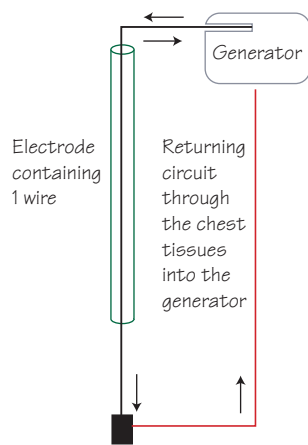 Generator
Electrode
containing
1 wire
Returning
circuit
through
the chest
tissues
into the
generator